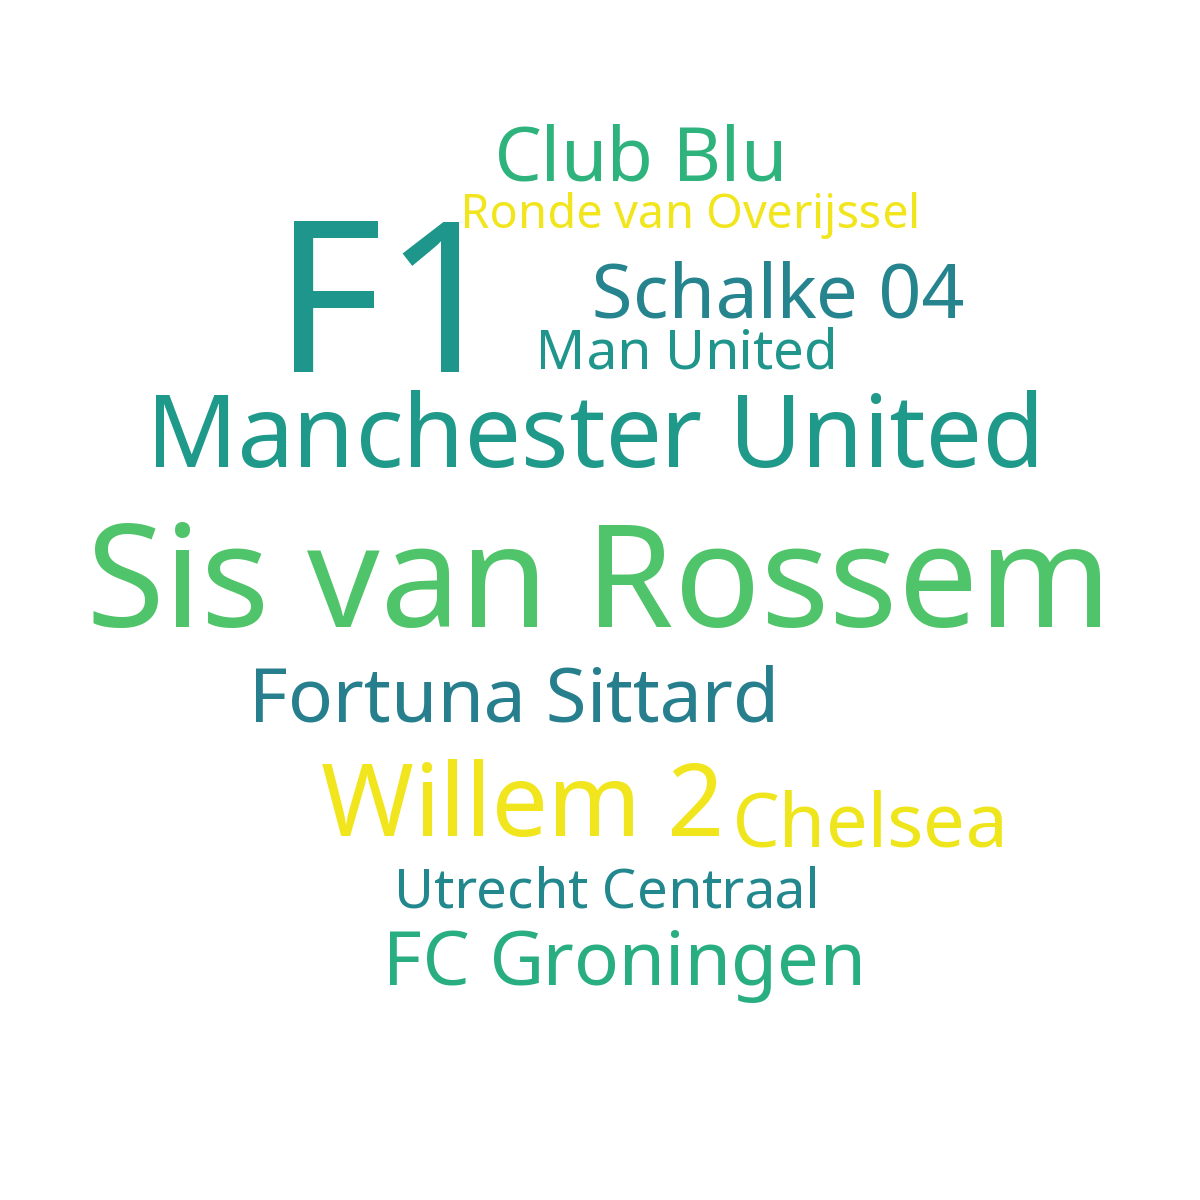 Club Blu
Ronde van Overijssel
F1
Schalke 04
Man United
Manchester United
Sis van Rossem
Fortuna Sittard
Willem 2
Chelsea
Utrecht Centraal
FC Groningen